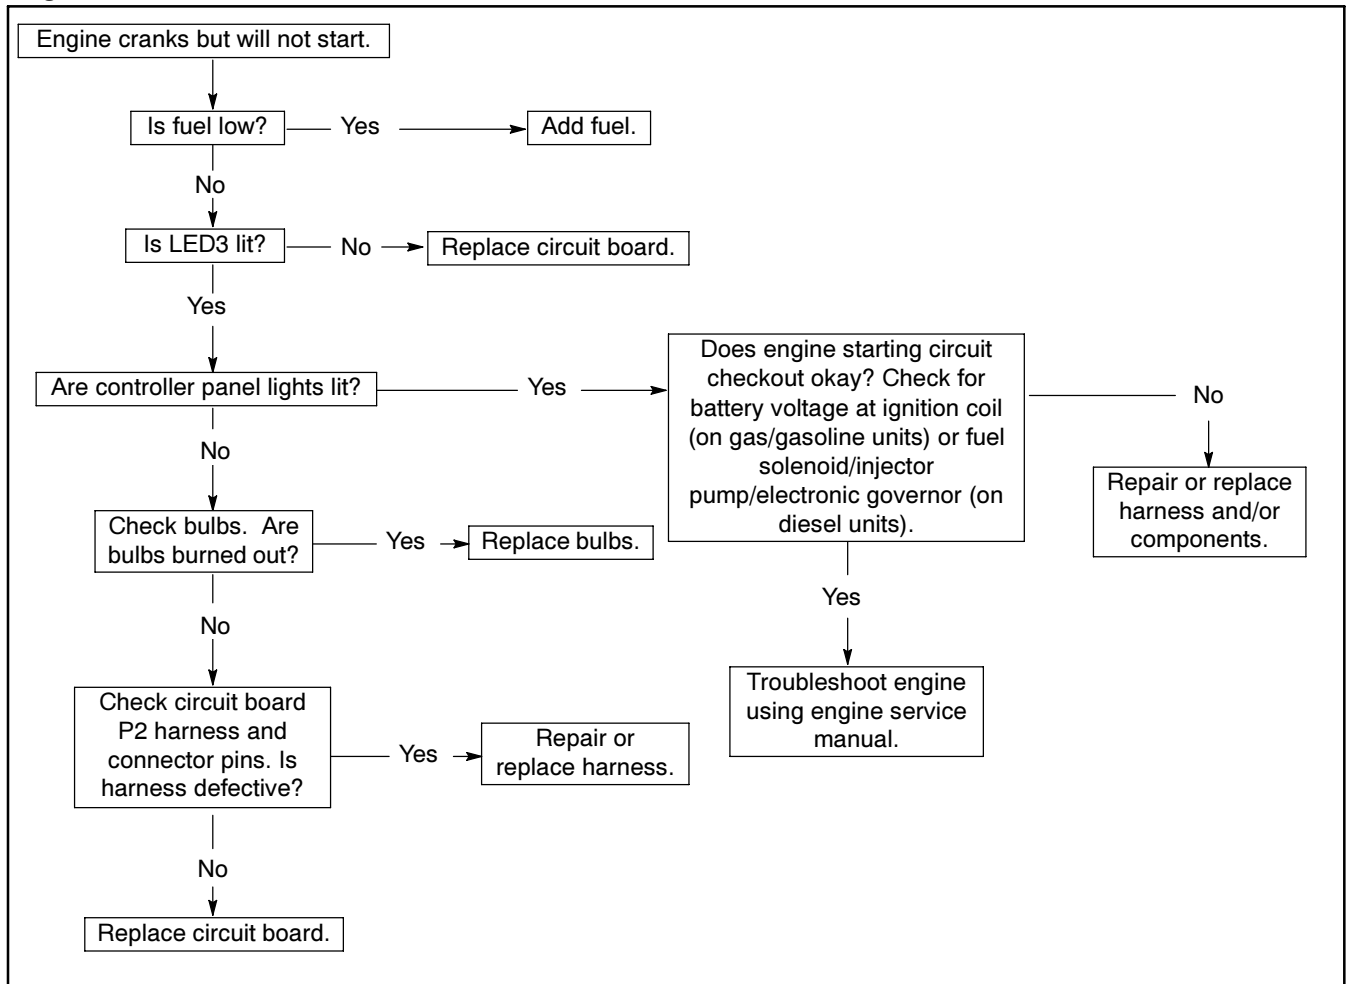 Engine cranks but will not start.
Is fuel low?
Yes
Add fuel.
No
Is LED3 lit?
No
Replace circuit board.
Yes
Are controller panel lights lit?
Yes
Does engine starting circuit
checkout okay? Check for
battery voltage at ignition coil
(on gas/gasoline units) or fuel
solenoid/injector
pump/electronic governor (on
diesel units).
No
Repair or replace
harness and/or
components.
Yes
Troubleshoot engine
using engine service
manual.
No
Check bulbs.  Are
bulbs burned out?
Yes
Replace bulbs.
No
Check circuit board
P2 harness and
connector pins. Is
harness defective?
Yes
Repair or
replace harness.
No
Replace circuit board.